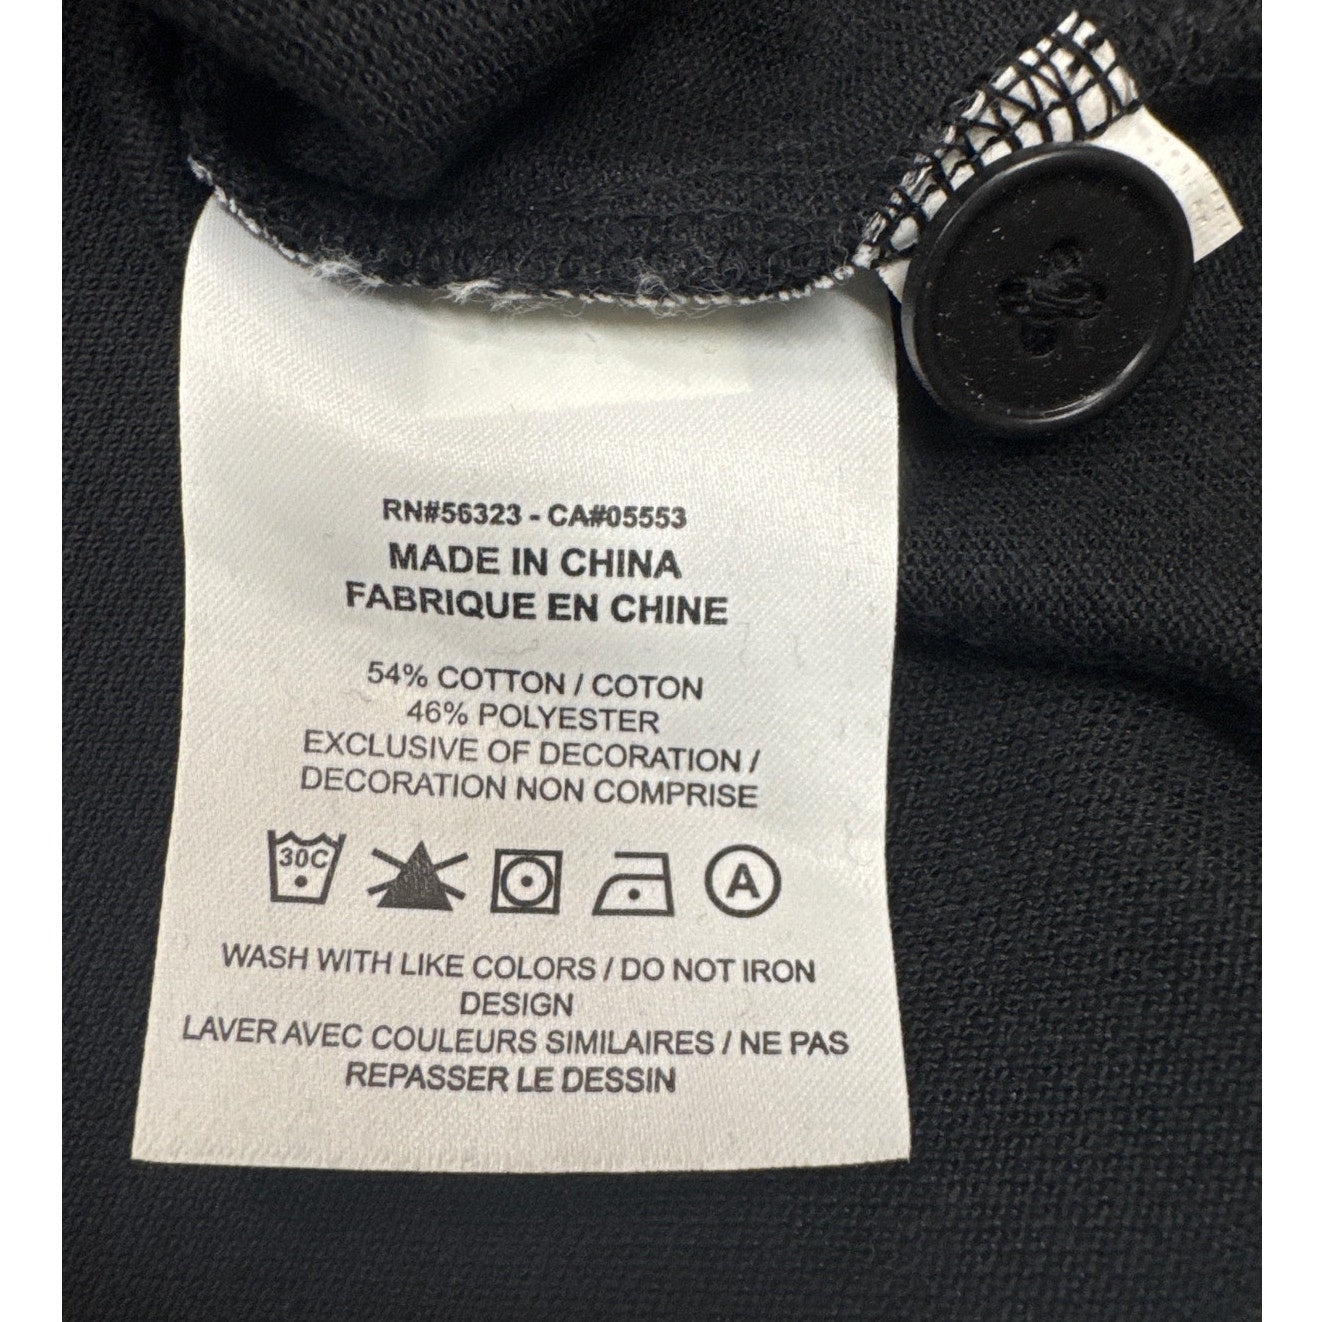 RN#56323 - CA#05553
MADE IN CHINA
FABRIQUE EN CHINE
54% COTTON / COTON
46% POLYESTER
EXCLUSIVE OF DECORATION /
DECORATION NON COMPRISE
30C
A
WASH WITH LIKE COLORS / DO NOT IRON
DESIGN
LAVER AVEC COULEURS SIMILAIRES / NE PAS
REPASSER LE DESSIN